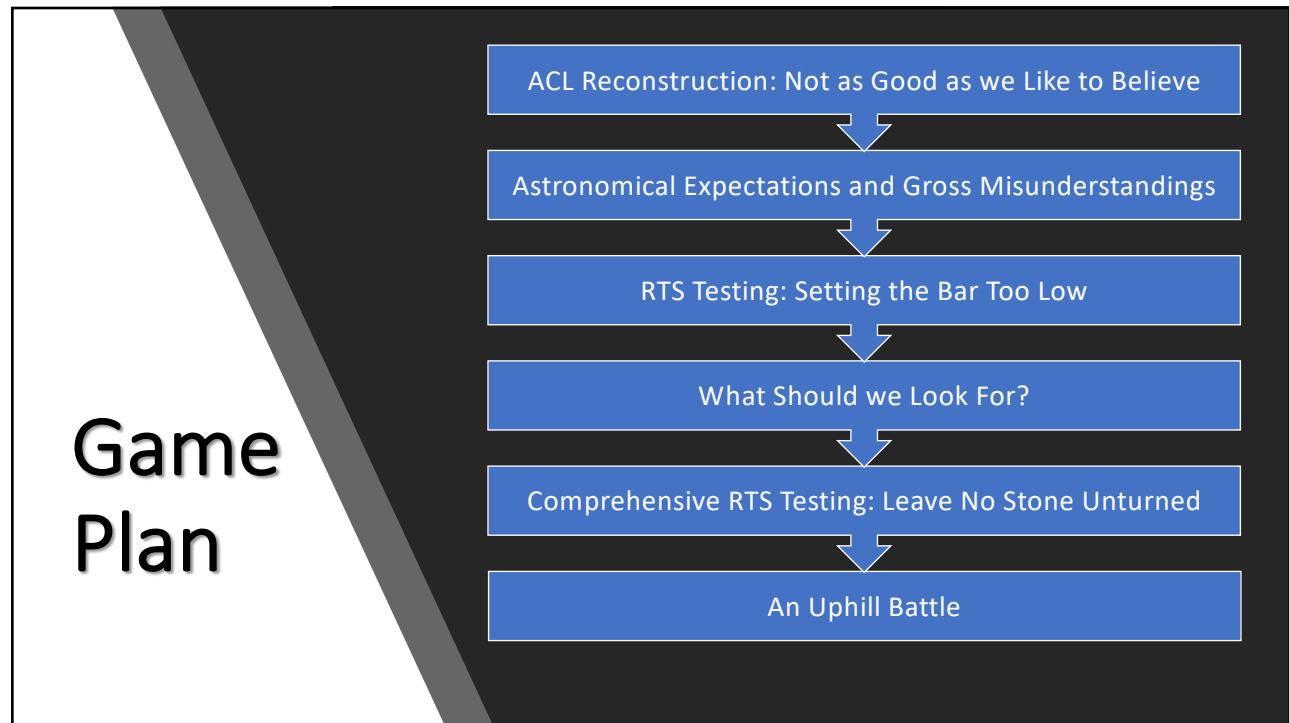 ACL Reconstruction: Not as Good as we Like to Believe
Astronomical Expectations and Gross Misunderstandings
RTS Testing: Setting the Bar Too Low
What Should we Look For?
Comprehensive RTS Testing: Leave No Stone Unturned
An Uphill Battle
Game
Plan